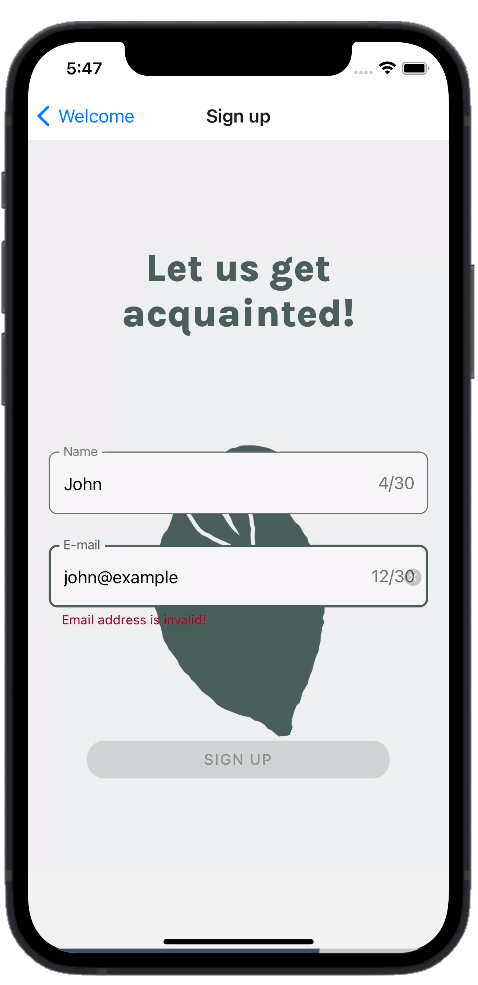 5:47
Welcome
Sign up
Let us get
acquainted!
Name
John
4/30
E-mail
john@example
12/30
Email address is invalid!
SIGN UP